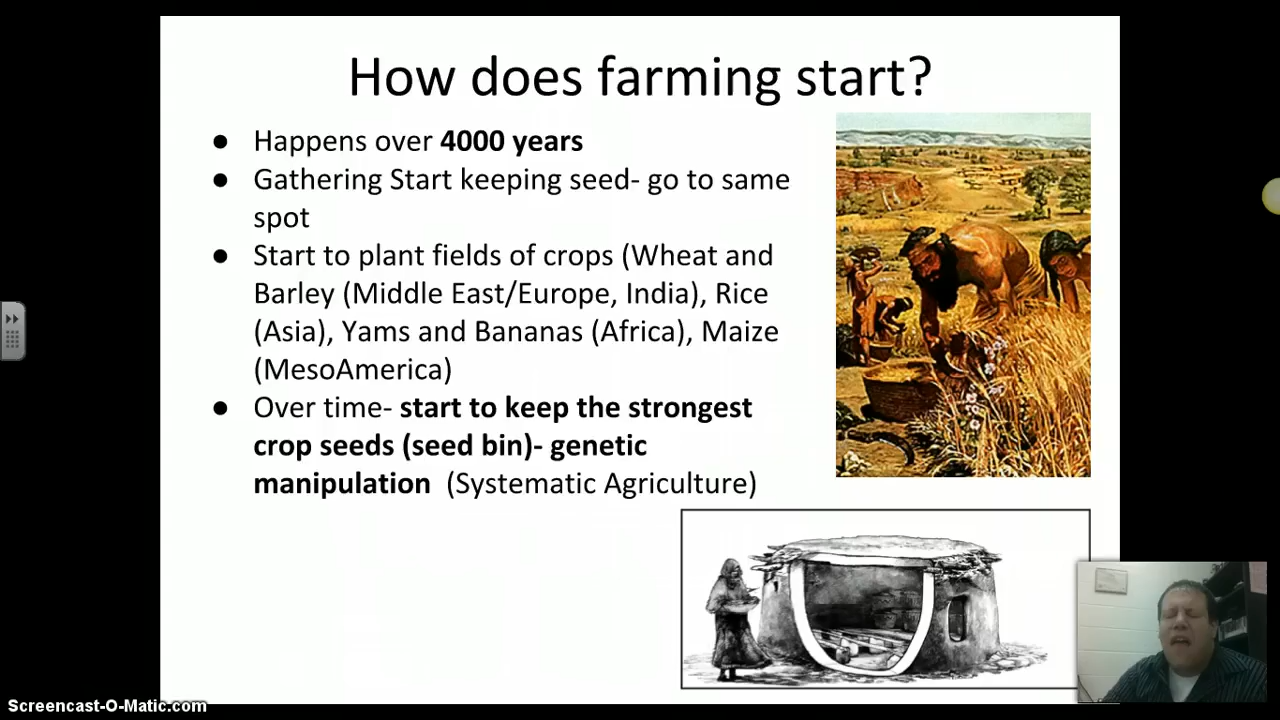 How does farming start?
● Happens over 4000 years
● Gathering Start keeping seed- go to same
spot
● Start to plant fields of crops (Wheat and
Barley (Middle East/Europe, India), Rice
(Asia), Yams and Bananas (Africa), Maize
(MesoAmerica)
● Over time- start to keep the strongest
crop seeds (seed bin)- genetic
manipulation (Systematic Agriculture)
Screencast-O-Matic.com